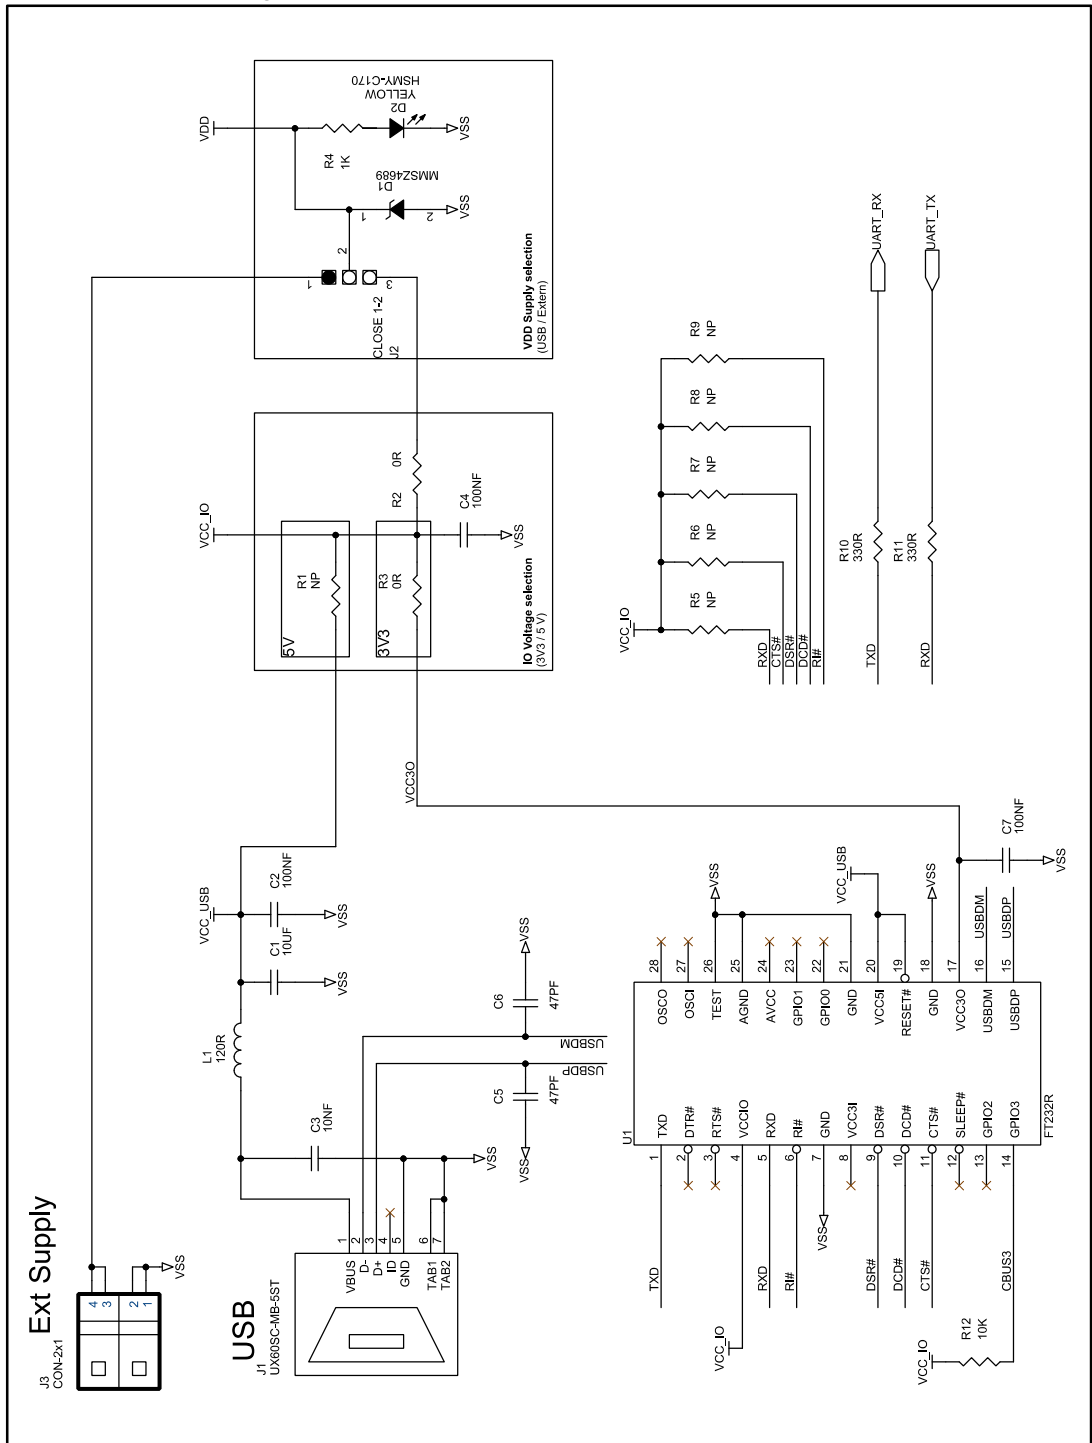 Ext Supply
J3
CON-2x1
4
3
2
1
VSS
USB
J1
UX60SC-MB-5ST
VBUS
D-
D+
ID
GND
TAB1
TAB2
1
2
3
4
5
6
7
C3
10NF
VSS
L1
120R
VCC_USB
C1
10UF
VSS
C2
100NF
VSS
C6
47PF
VSS
USBDM
USBDP
C5
47PF
VSS
VCC_IO
R1
NP
5V
R3
0R
3V3
R2
0R
C4
100NF
VSS
IO Voltage selection
(3V3 / 5 V)
VCC3O
VDD
R4
1K
D2
YELLOW
HSMY-C170
VSS
D1
MMSZ4689
1
2
VSS
1
2
3
CLOSE 1-2
J2
VDD Supply selection
(USB / Extern)
VCC_IO
R5
NP
R6
NP
R7
NP
R8
NP
R9
NP
RXD
CTS#
DSR#
DCD#
RI#
TXD
R10
330R
UART_RX
RXD
R11
330R
UART_TX
U1
FT232R
TXD
1
TXD
2
DTR#
3
RTS#
VCC_IO
4
VCCIO
RXD
5
RXD
RI#
6
RI#
VSS
7
GND
8
VCC3I
DSR#
9
DSR#
DCD#
10
DCD#
CTS#
11
CTS#
12
SLEEP#
13
GPIO2
CBUS3
14
GPIO3
VCC_IO
R12
10K
OSCO
28
OSCI
27
TEST
26
VSS
AGND
25
AVCC
24
GPIO1
23
GPIO0
22
GND
21
VCC5I
20
VCC_USB
RESET#
19
GND
18
VSS
VCC3O
17
USBDM
16
USBDM
USBDP
15
USBDP
C7
100NF
VSS